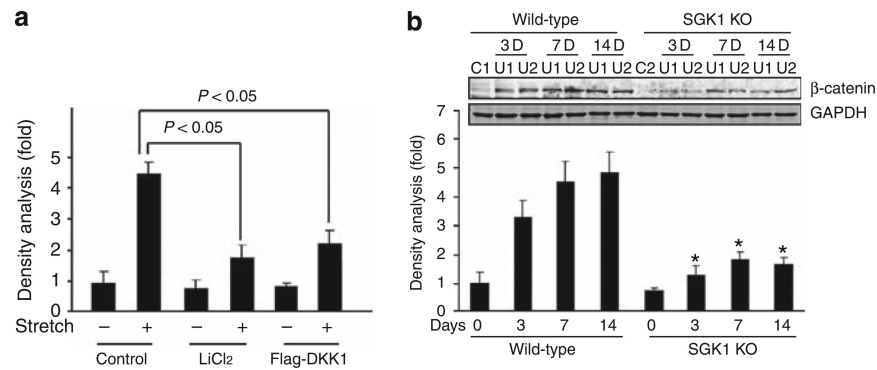 a
P < 0.05
P < 0.05
Density analysis (fold)
5
4
3
2
1
0
Stretch – + – + – +
Control LiCl₂ Flag-DKK1
b
Wild-type SGK1 KO
3 D 7 D 14 D 3 D 7 D 14 D
C1 U1 U2 U1 U2 U1 U2 C2 U1 U2 U1 U2 U1 U2
β-catenin
GAPDH
Density analysis (fold)
7
6
5
4
3
2
1
0
* * *
Days 0 3 7 14 0 3 7 14
Wild-type SGK1 KO